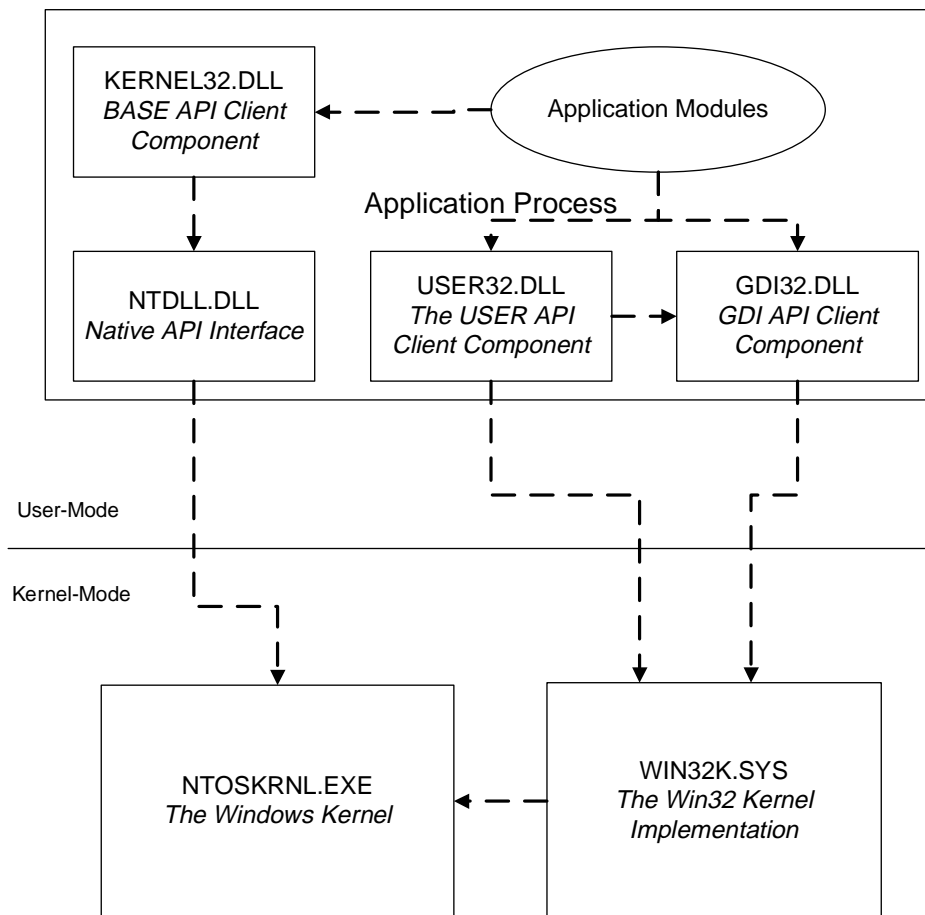 KERNEL32.DLL
BASE API Client
Component
Application Modules
Application Process
NTDLL.DLL
Native API Interface
USER32.DLL
The USER API
Client Component
GDI32.DLL
GDI API Client
Component
User-Mode
Kernel-Mode
NTOSKRNL.EXE
The Windows Kernel
WIN32K.SYS
The Win32 Kernel
Implementation